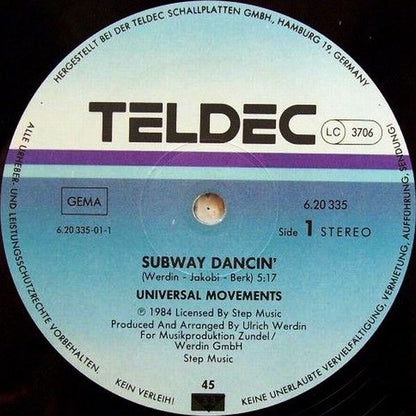 HERGESTELLT BEI DER TELDEC SCHALLPLATTEN GMBH, HAMBURG 19, GERMANY
TELDEC
LC 3706
GEMA
6.20 335-01-1
6.20 335
Side 1 STEREO
SUBWAY DANCIN'
(Werdin - Jakobi - Berk) 5:17
UNIVERSAL MOVEMENTS
℗ 1984 Licensed By Step Music
Produced And Arranged By Ulrich Werdin
For Musikproduktion Zundel /
Werdin GmbH
Step Music
45
ALLE URHEBER- UND LEISTUNGSSCHUTZRECHTE VORBEHALTEN.
KEIN VERLEIH! KEINE UNERLAUBTE VERVIELFÄLTIGUNG, VERMIETUNG, AUFFÜHRUNG, SENDUNG!